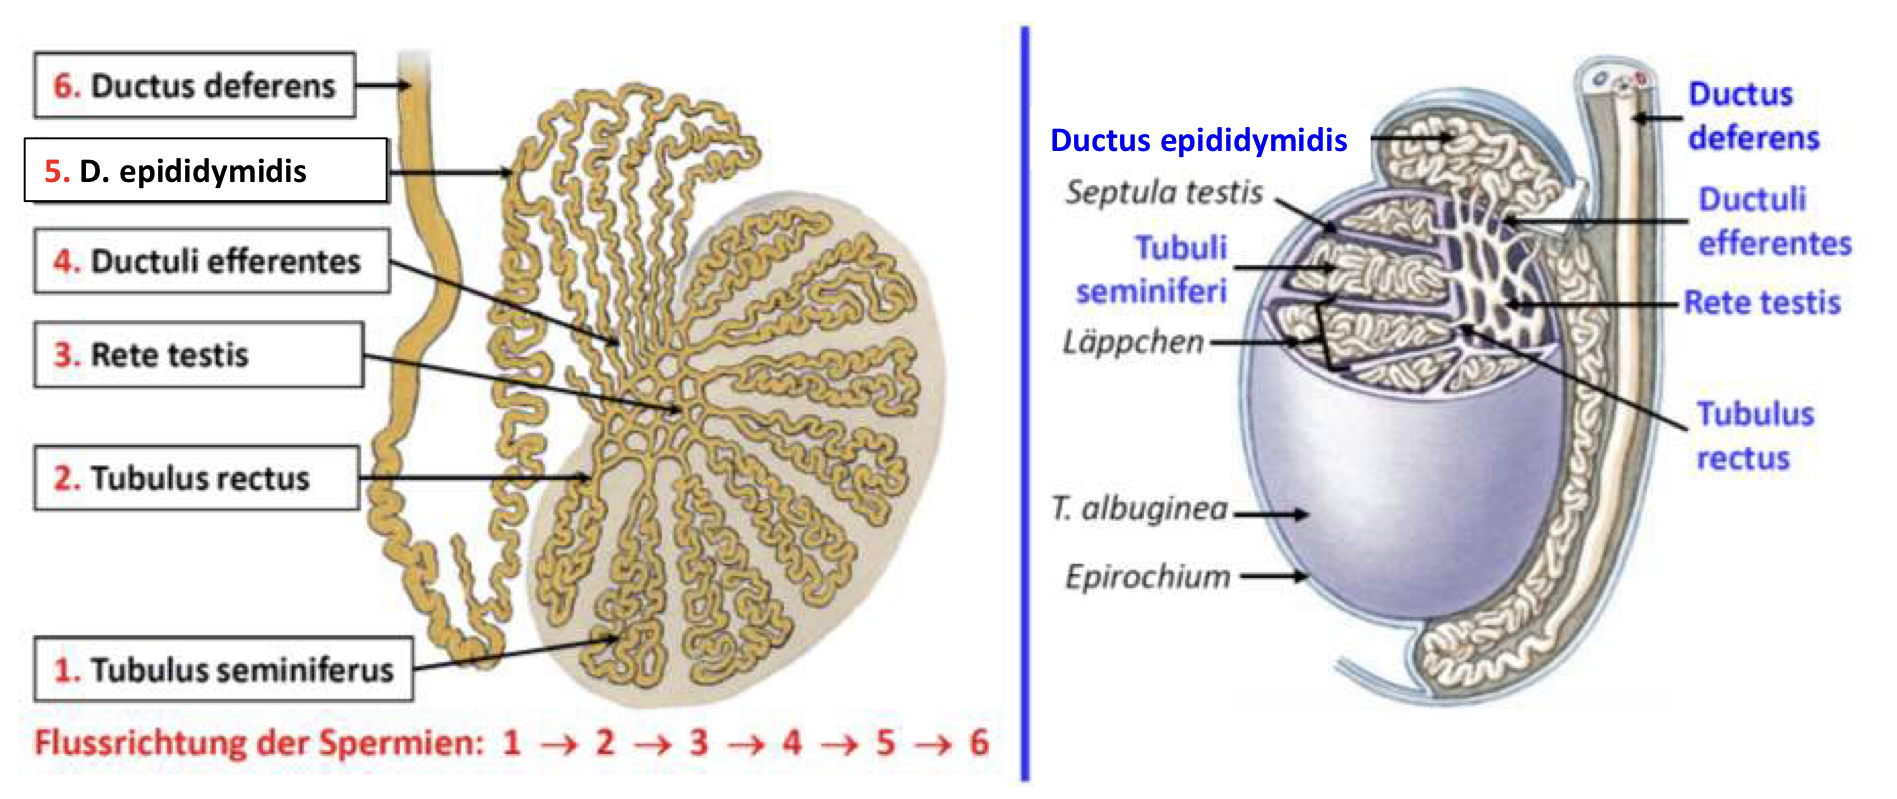 6. Ductus deferens
5. D. epididymidis
4. Ductuli efferentes
3. Rete testis
2. Tubulus rectus
1. Tubulus seminiferus
Flussrichtung der Spermien: 1 → 2 → 3 → 4 → 5 → 6
Ductus epididymidis
Septula testis
Tubuli
seminiferi
Läppchen
T. albuginea
Epirochium
Ductus
deferens
Ductuli
efferentes
Rete testis
Tubulus
rectus